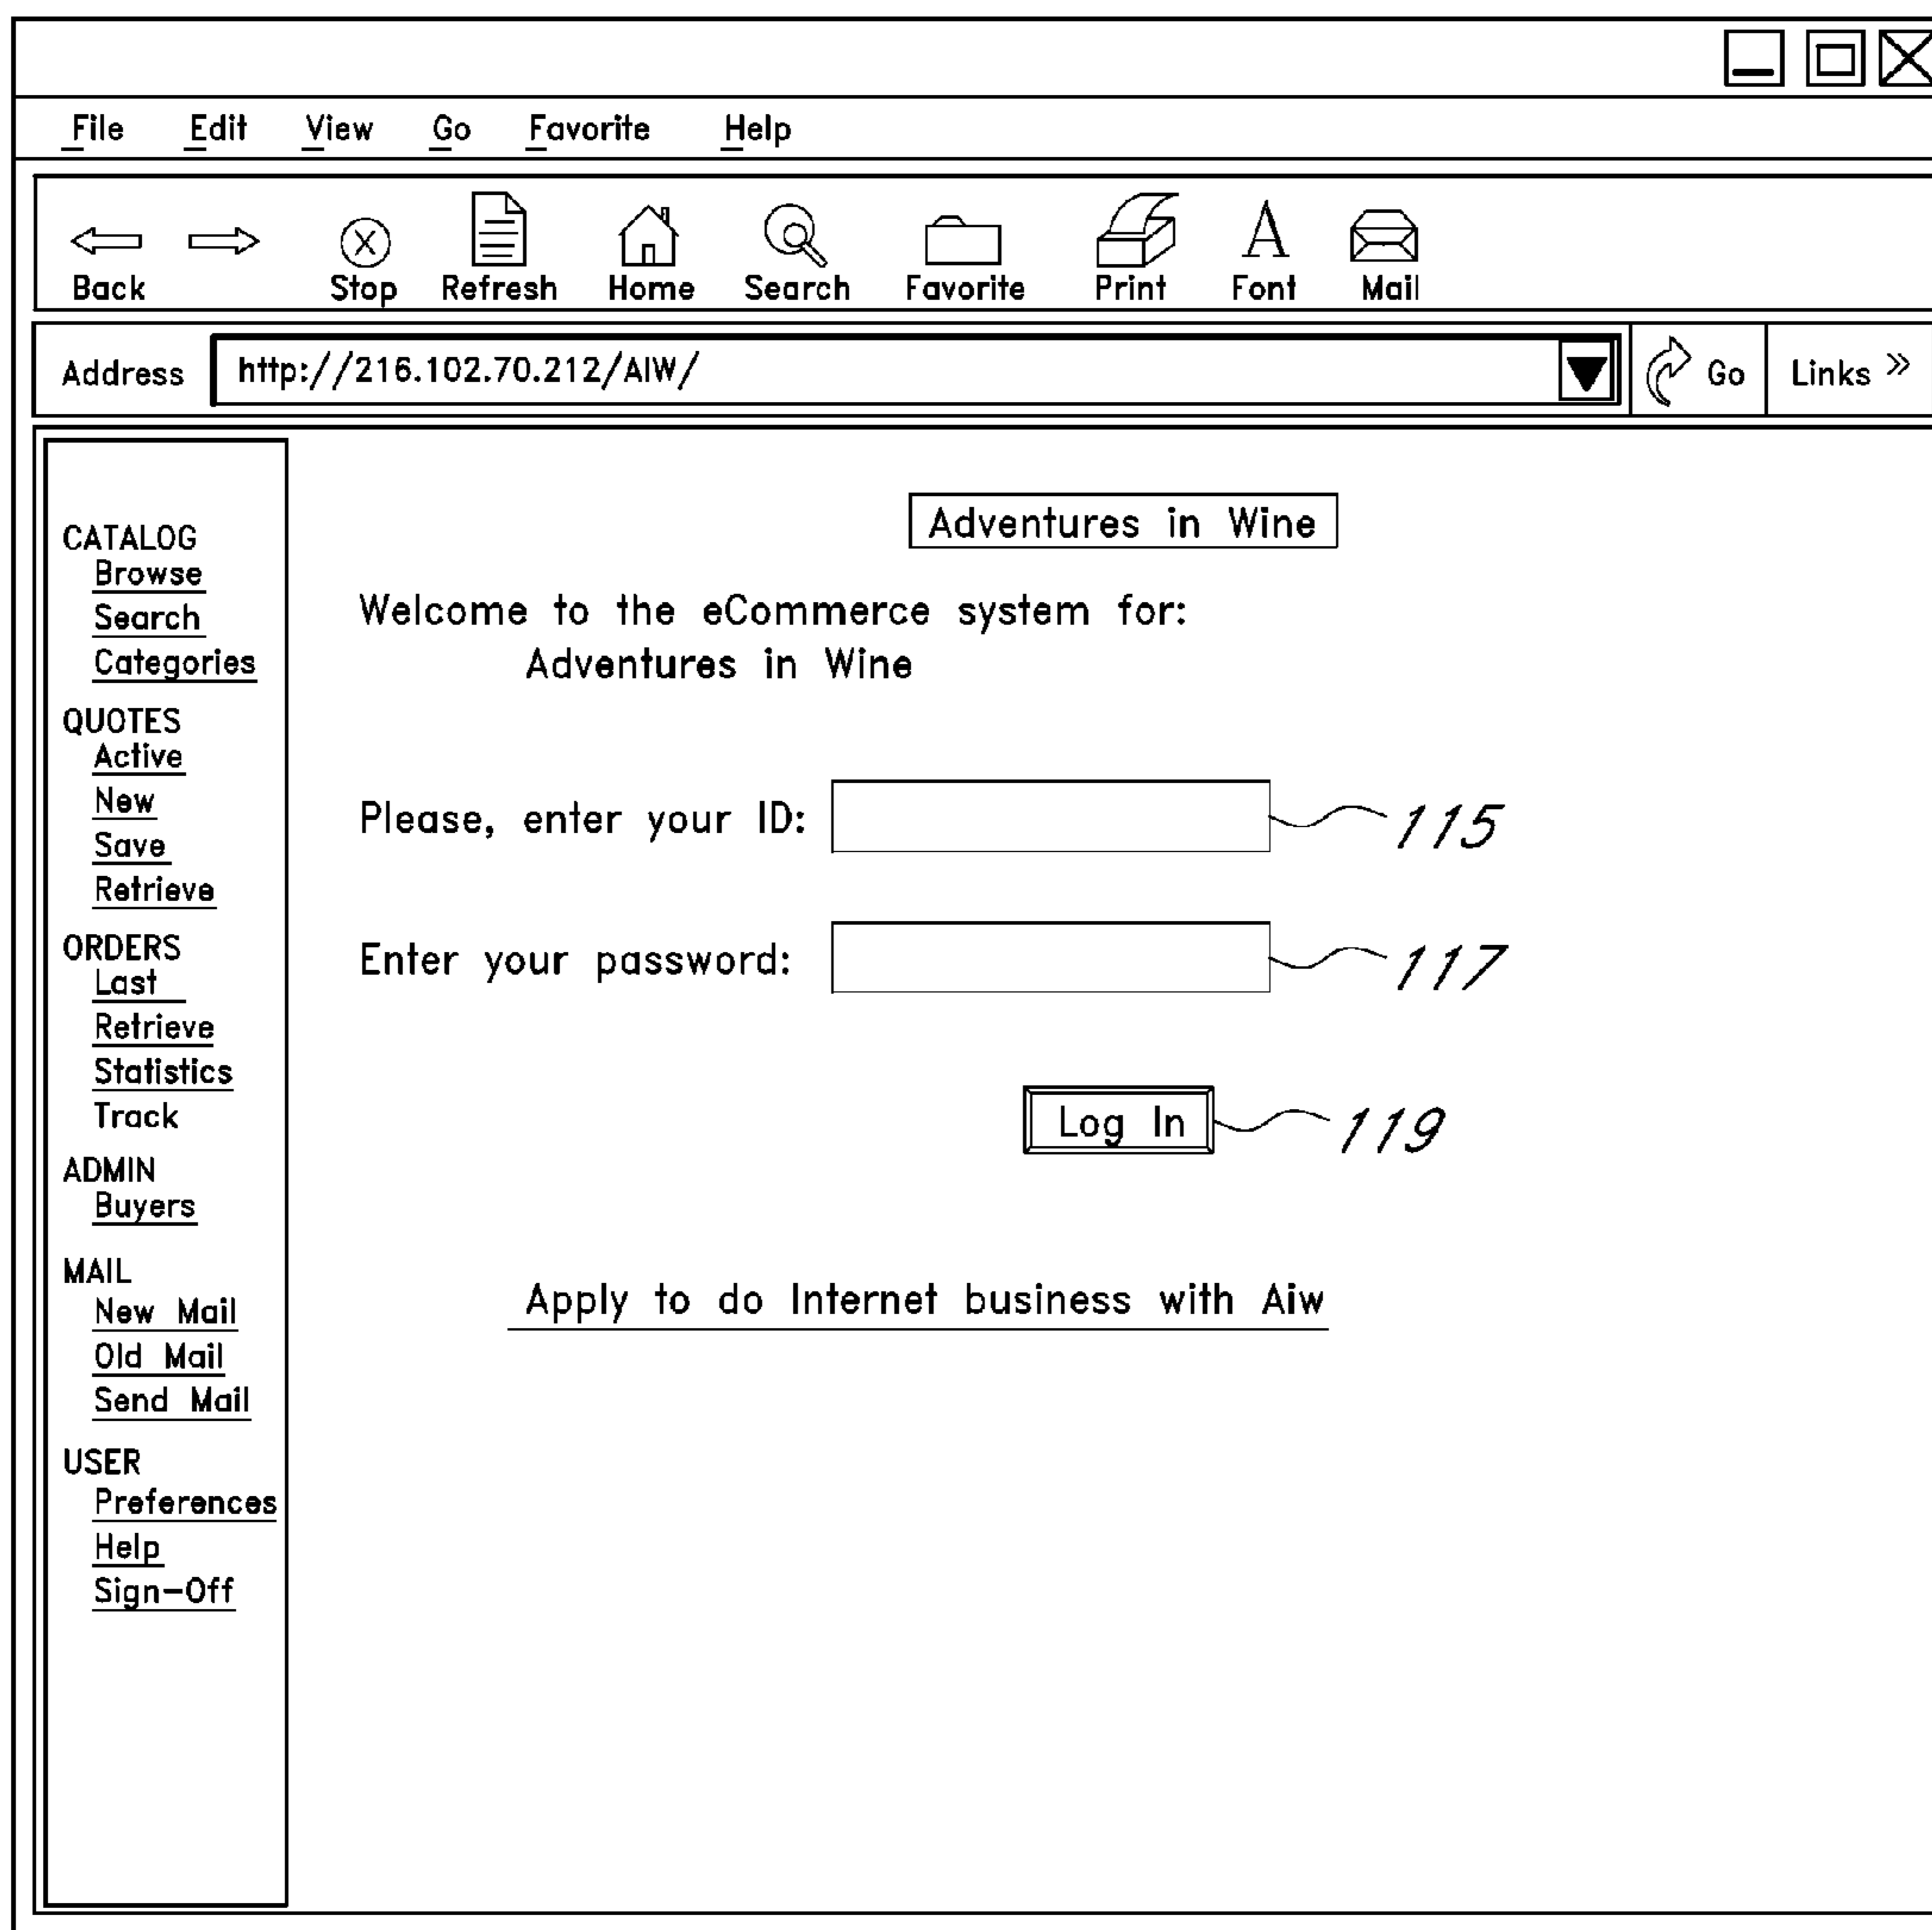 File Edit View Go Favorite Help
Back Stop Refresh Home Search Favorite Print Font Mail
Address http://216.102.70.212/AIW/ Go Links »
CATALOG
Browse
Search
Categories
QUOTES
Active
New
Save
Retrieve
ORDERS
Last
Retrieve
Statistics
Track
ADMIN
Buyers
MAIL
New Mail
Old Mail
Send Mail
USER
Preferences
Help
Sign-Off
Adventures in Wine
Welcome to the eCommerce system for:
Adventures in Wine
Please, enter your ID: 115
Enter your password: 117
Log In 119
Apply to do Internet business with Aiw